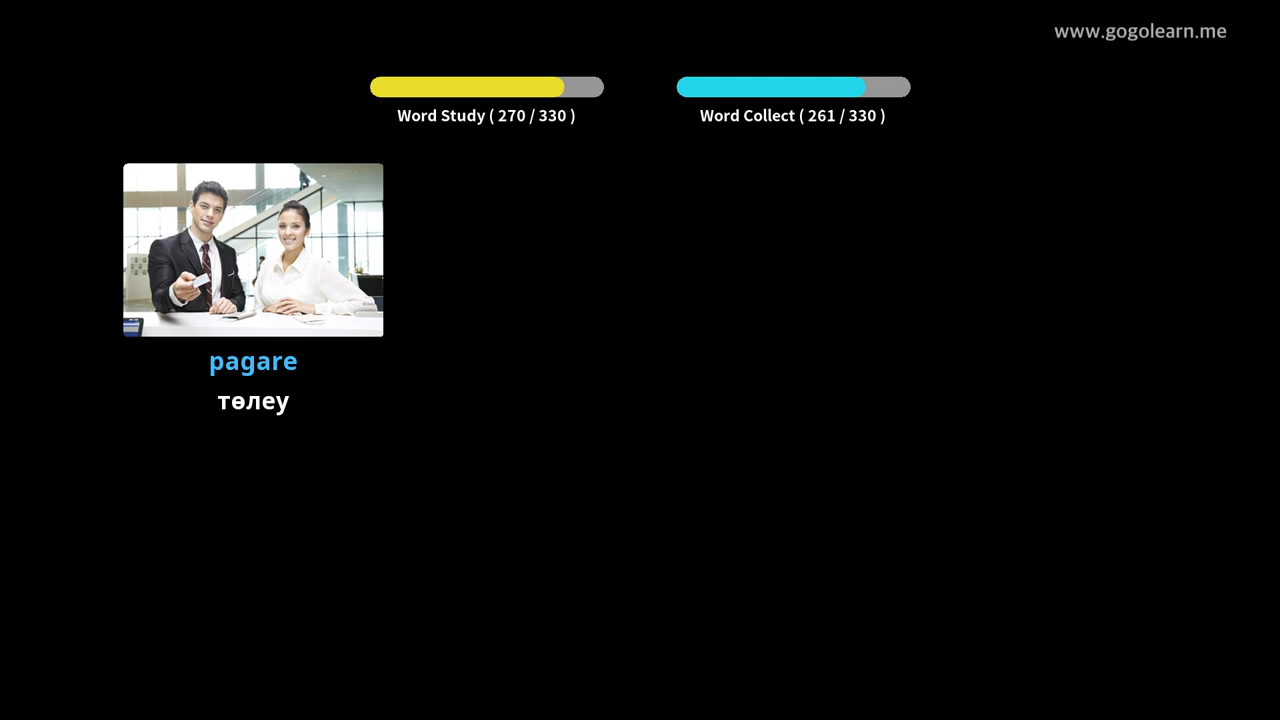 www.gogolearn.me
Word Study ( 270 / 330 )
Word Collect ( 261 / 330 )
pagare
төлеу